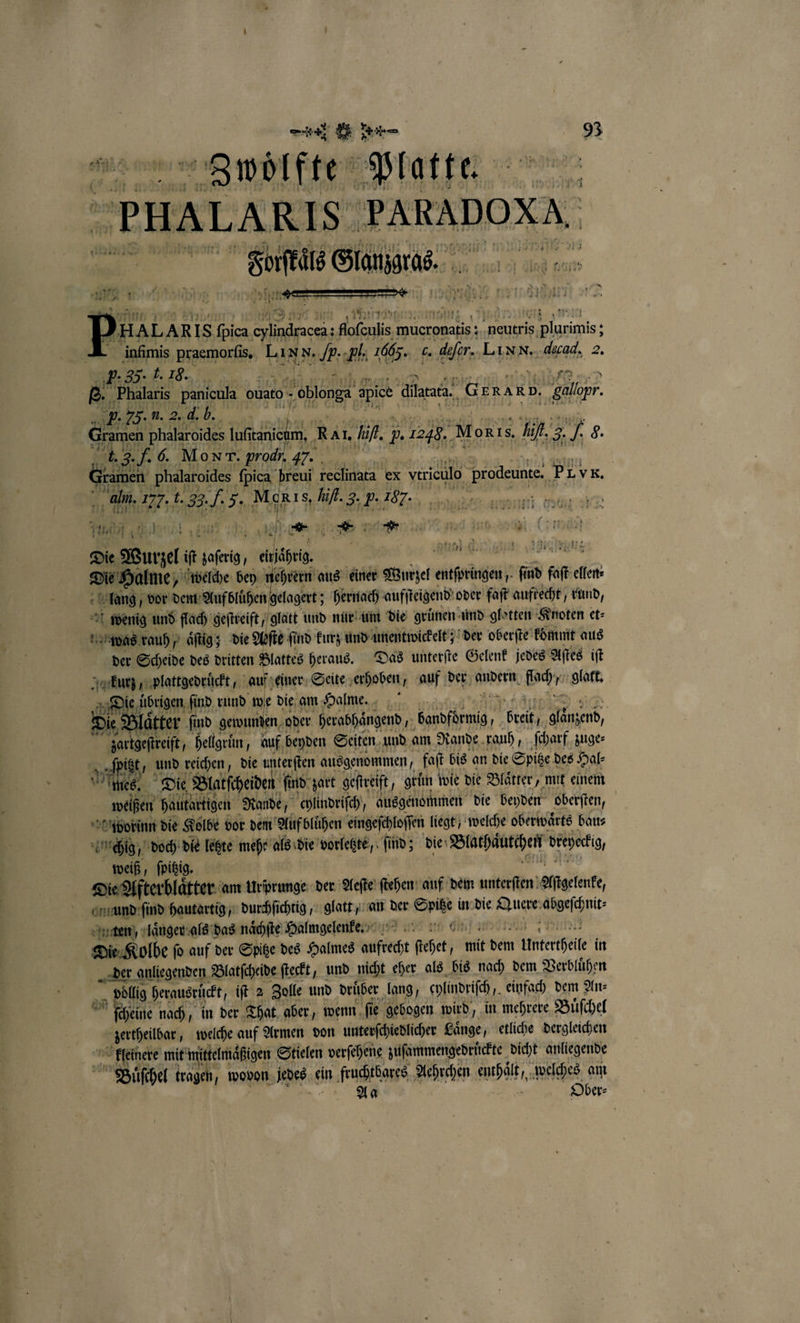 93
Zwölfte Platte.
PHALARIS PARADOXA.
Forskåls Glanzgras.
PHALARIS spica cylindracea: flosculis mucronatis: neutris plurimis;
infimis praemorsis. LINN. sp. pl. 1665. c. descr. LINN. decad. 2.
p. 35. t. 18.
β. Phalaris panicula ouato - oblonga apice dilatata. GERARD. gallopr.
p. 75. n. 2. d. b.
Gramen phalaroides lusitanicum. RAI. hist. p. 1248. MORIS. hist. 3. s. 8.
t. 3. f. 6. MONT. prodr. 47.
Gramen phalaroides spica breui reclinata ex vtriculo prodeunte. PLVK.
alm. 177. t. 33. f. 5. MORIS. hist. 3. p. 187.
Die Wurzel ist zaserig, einjährig.
Die Halme, welche bey mehrern aus einer Wurzel entspringen, sind fast ellen-
lang, vor dem Aufblühen gelagert; hernach aufsteigend oder fast aufrecht, rund,
wenig und flach gestreift, glatt und nur um die grünen und glatten Knoten et-
was rauh, ästig; die Aeste sind kurz und unentwickelt; der oberste kömmt aus
der Scheide des dritten Blattes heraus. Das unterste Gelenk jedes Astes ist
kurz, plattgedrückt, auf einer Seite erhoben, auf der andern flach, glatt.
Die übrigen sind rund wie die am Halme.
Die Blätter sind gewunden oder herabhängend, bandförmig, breit, glänzend,
zartgestreift, hellgrün, auf beyden Seiten und am Rande rauh, scharf zuge-
spitzt, und reichen, die untersten ausgenommen, fast bis an die Spitze des Hal-
mes. Die Blatscheiden sind zart gestreift, grün wie die Blätter, mit einem
weißen hautartigen Rande, cylindrisch, ausgenommen die beyden obersten,
worinn die Kolbe vor dem Aufblühen eingeschlossen liegt, welche oberwärts bau-
chig, doch die letzte mehr als die vorletzte, sind; die Blathäutchen dreyeckig,
weiß, spitzig.
Die Afterblätter am Ursprunge der Aeste stehen auf dem untersten Astgelenke,
und sind hautartig, durchsichtig, glatt, an der Spitze in die Quere abgeschnit-
ten, länger als das nächste Halmgelenke.
Die Kolbe so auf der Spitze des Halmes aufrecht stehet, mit dem Untertheile in
der anliegenden Blatscheide steckt, und nicht eher als bis nach dem Verblühen
völlig herausrückt, ist 2 Zolle und drüber lang, cylindrisch, einfach dem An-
scheine nach, in der That aber, wenn sie gebogen wird, in mehrere Büschel
zertheilbar, welche auf Armen von unterschiedlicher Länge, etliche dergleichen
kleinere mit mittelmäßigen Stielen versehene zusammengedrückte dicht anliegende
Büschel tragen, wovon jedes ein fruchtbares Aehrchen enthält, welches am
Aa Ober-